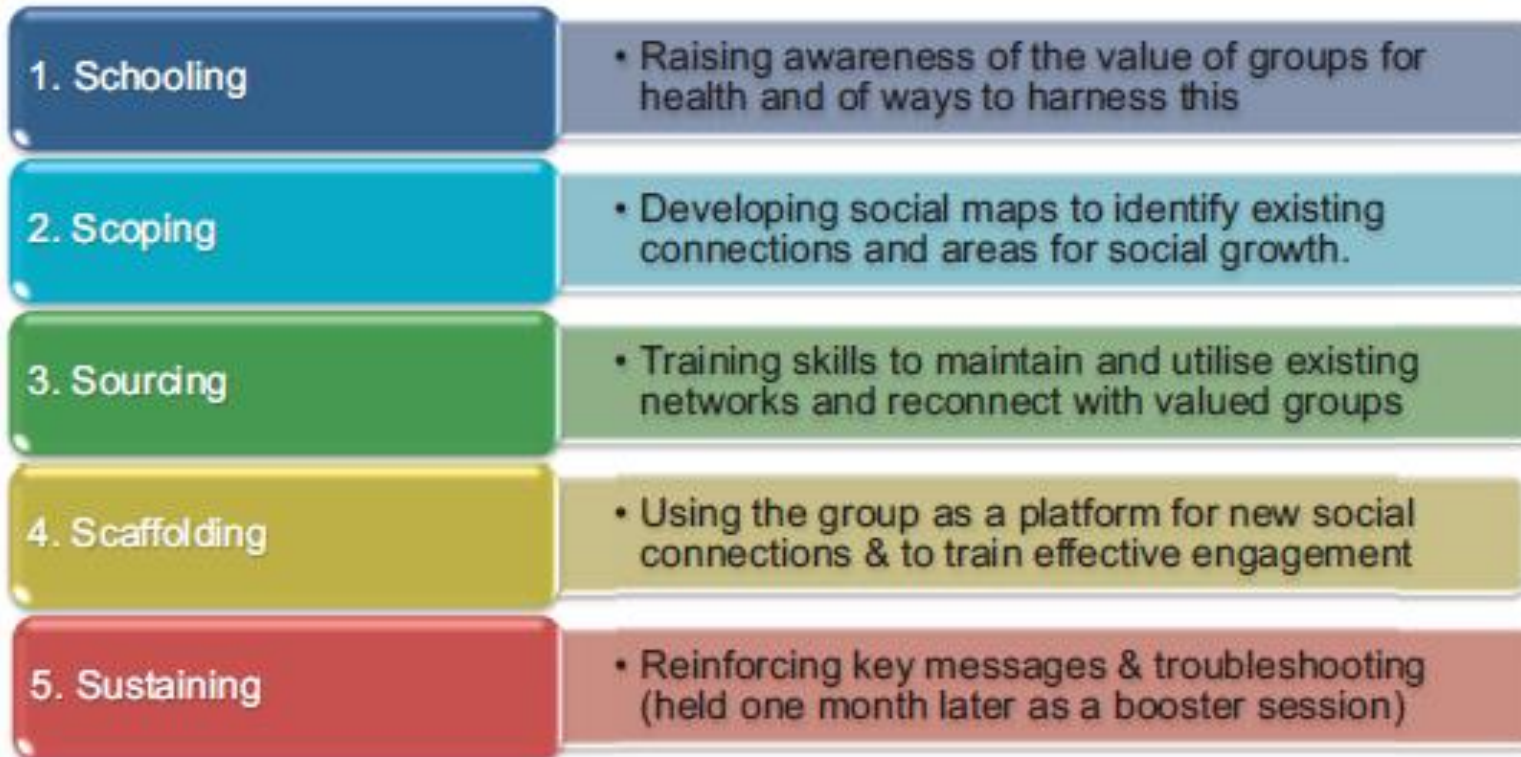 1. Schooling
• Raising awareness of the value of groups for
health and of ways to harness this
2. Scoping
• Developing social maps to identify existing
connections and areas for social growth.
3. Sourcing
• Training skills to maintain and utilise existing
networks and reconnect with valued groups
4. Scaffolding
• Using the group as a platform for new social
connections & to train effective engagement
5. Sustaining
• Reinforcing key messages & troubleshooting
(held one month later as a booster session)